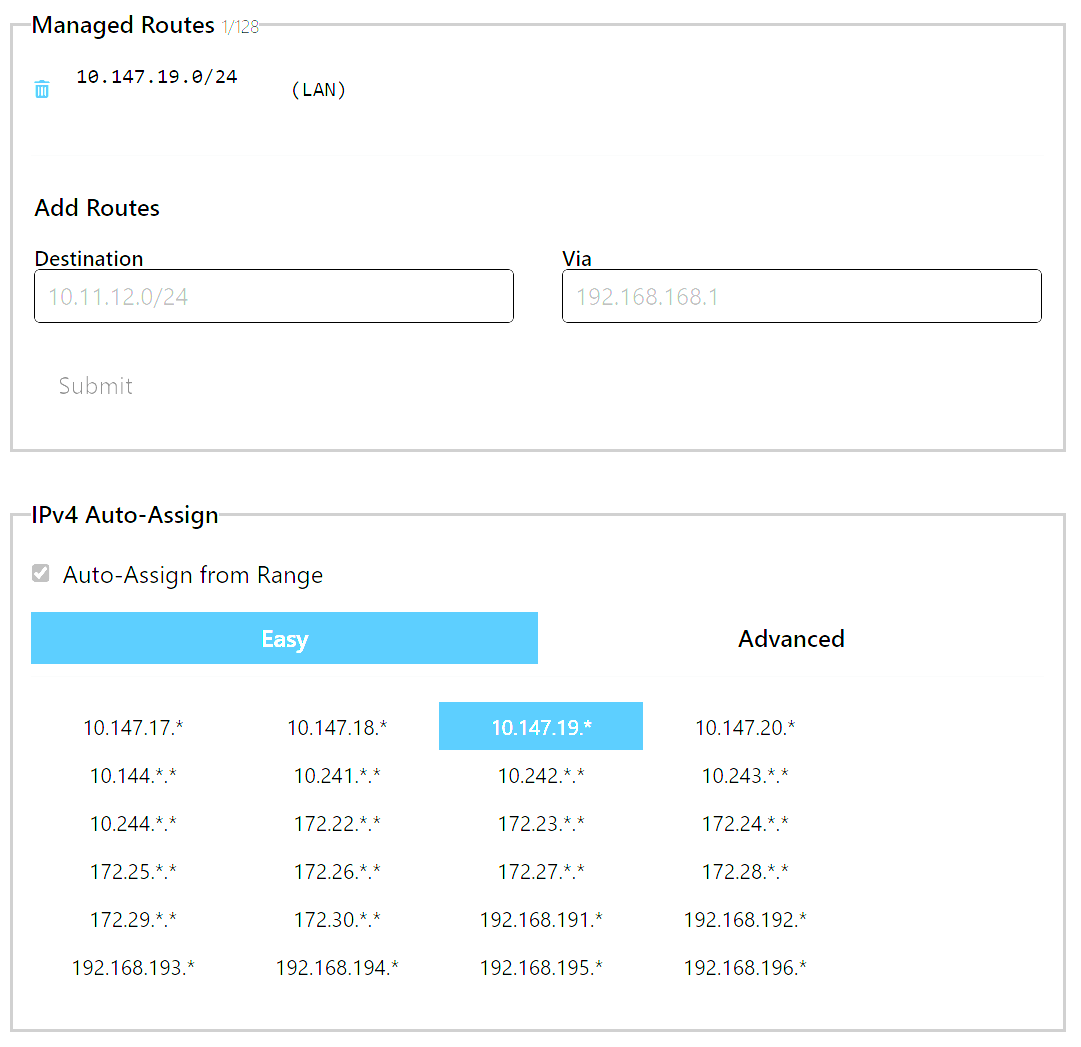 Managed Routes 1/128
10.147.19.0/24
(LAN)
Add Routes
Destination Via
10.11.12.0/24 192.168.168.1
Submit
IPv4 Auto-Assign
Auto-Assign from Range
Easy Advanced
10.147.17.* 10.147.18.* 10.147.19.* 10.147.20.*
10.144.*.* 10.241.*.* 10.242.*.* 10.243.*.*
10.244.*.* 172.22.*.* 172.23.*.* 172.24.*.*
172.25.*.* 172.26.*.* 172.27.*.* 172.28.*.*
172.29.*.* 172.30.*.* 192.168.191.* 192.168.192.*
192.168.193.* 192.168.194.* 192.168.195.* 192.168.196.*